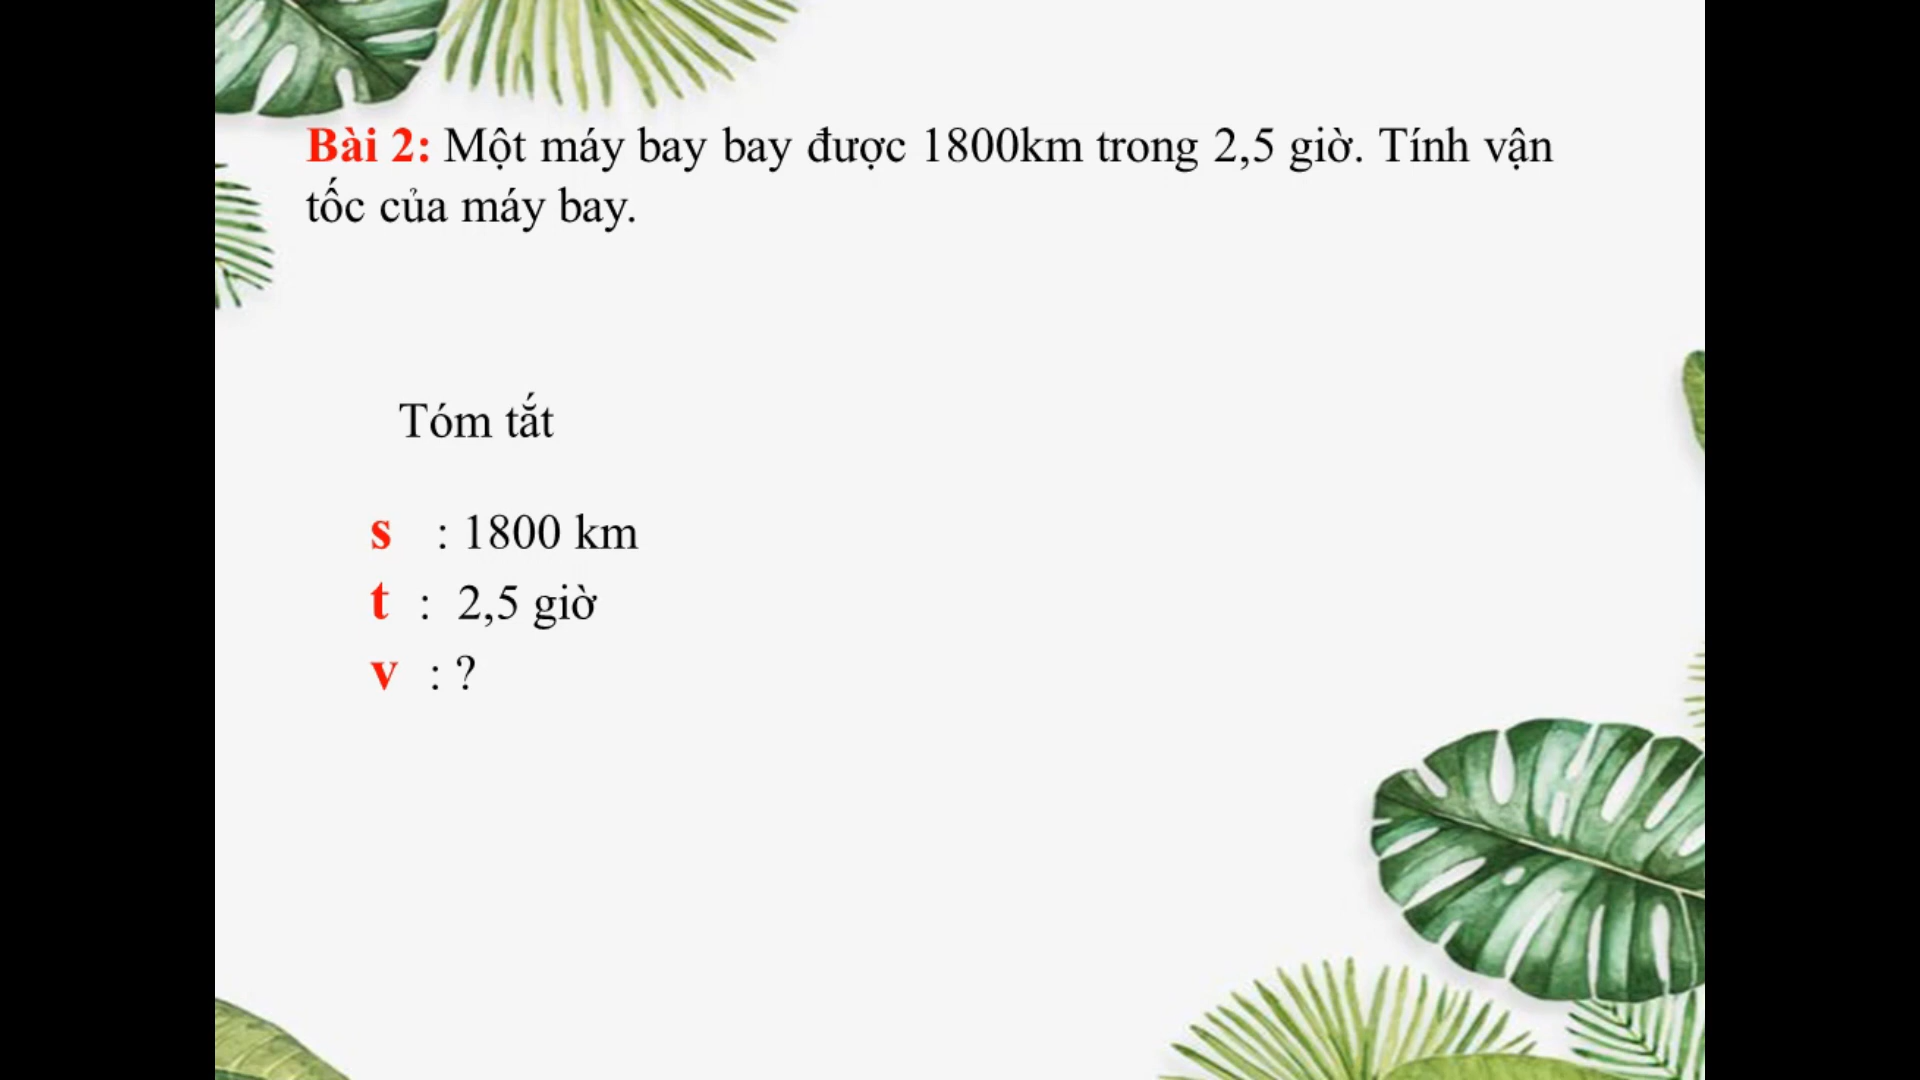 Bài 2: Một máy bay bay được 1800km trong 2,5 giờ. Tính vận
tốc của máy bay.
Tóm tắt
s : 1800 km
t : 2,5 giờ
v : ?